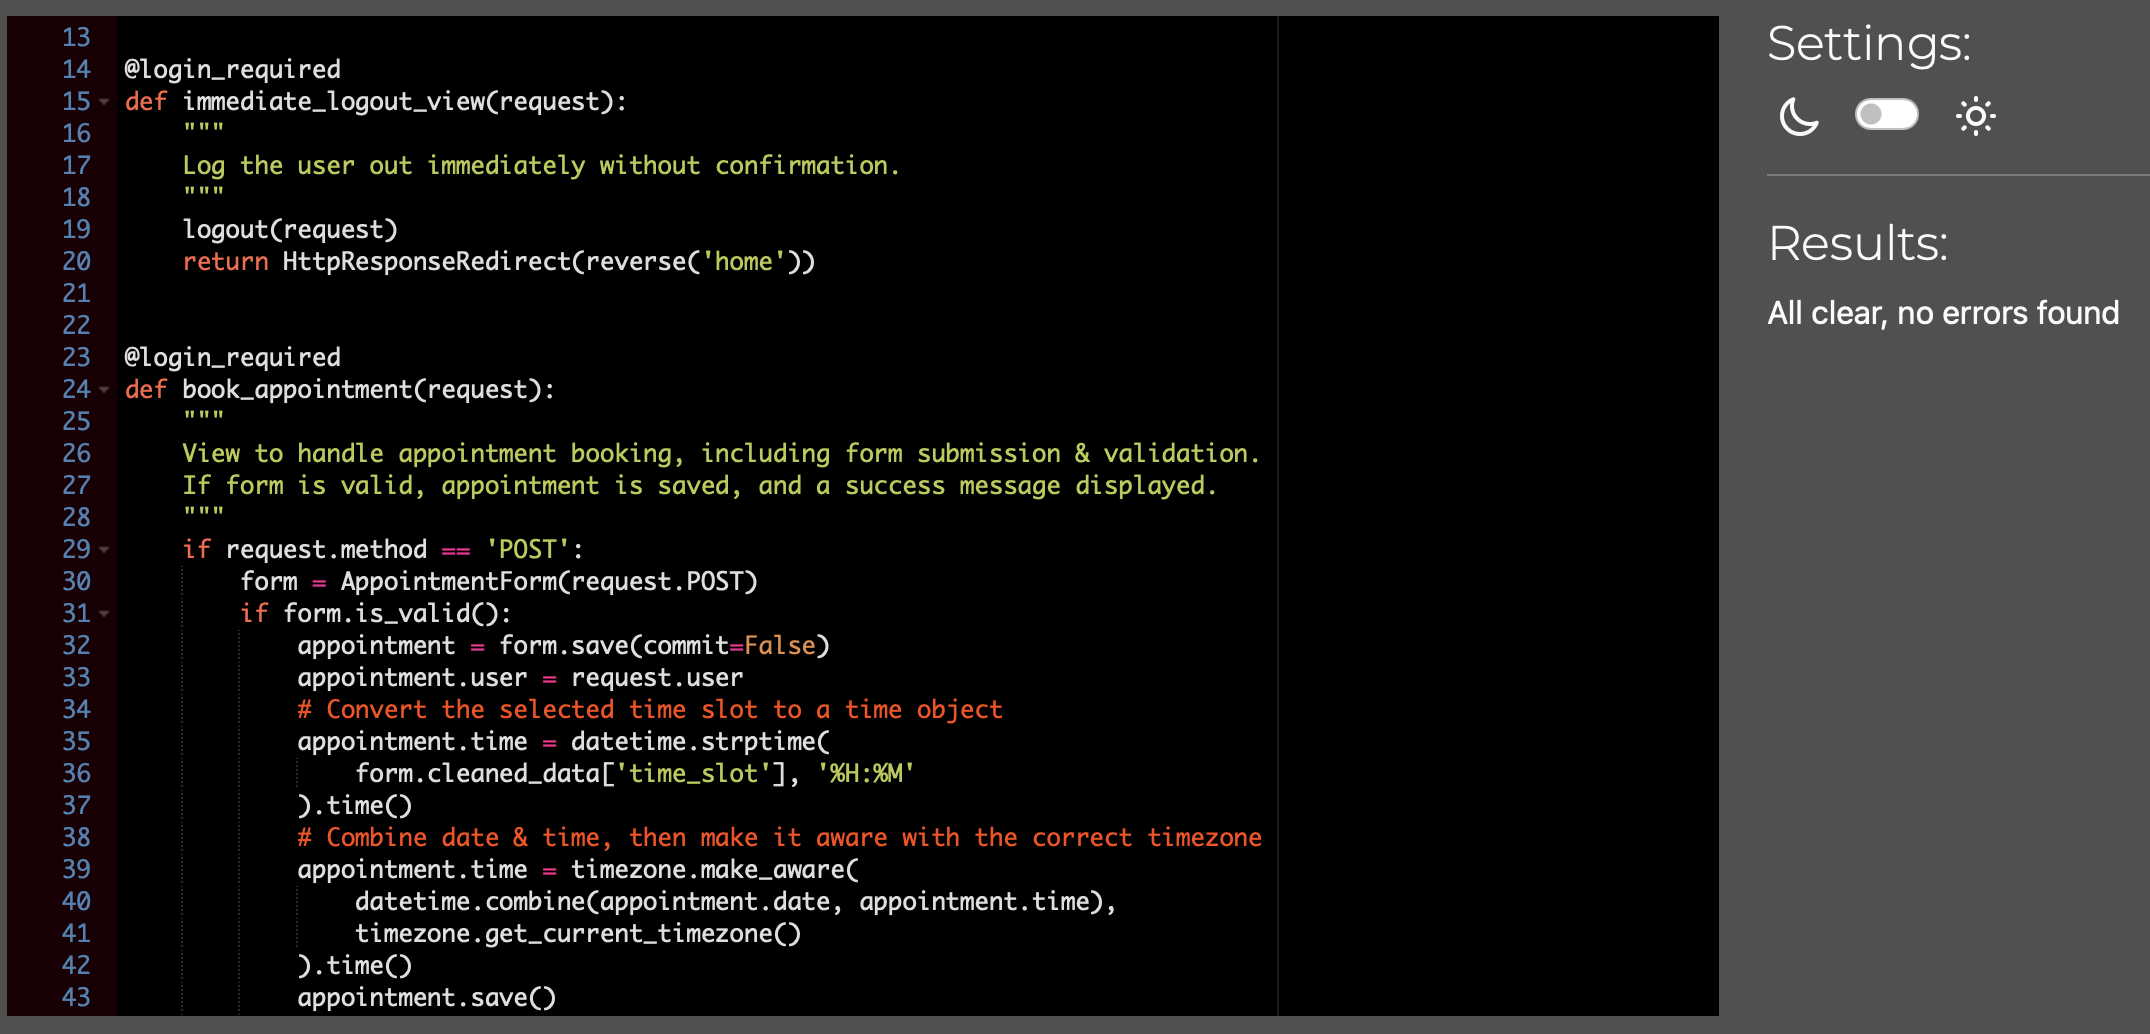 13
14 @login_required
15 def immediate_logout_view(request):
16     """
17     Log the user out immediately without confirmation.
18     """
19     logout(request)
20     return HttpResponseRedirect(reverse('home'))
21
22
23 @login_required
24 def book_appointment(request):
25     """
26     View to handle appointment booking, including form submission & validation.
27     If form is valid, appointment is saved, and a success message displayed.
28     """
29     if request.method == 'POST':
30         form = AppointmentForm(request.POST)
31         if form.is_valid():
32             appointment = form.save(commit=False)
33             appointment.user = request.user
34             # Convert the selected time slot to a time object
35             appointment.time = datetime.strptime(
36                 form.cleaned_data['time_slot'], '%H:%M'
37             ).time()
38             # Combine date & time, then make it aware with the correct timezone
39             appointment.time = timezone.make_aware(
40                 datetime.combine(appointment.date, appointment.time),
41                 timezone.get_current_timezone()
42             ).time()
43             appointment.save()
Settings:
Results:
All clear, no errors found